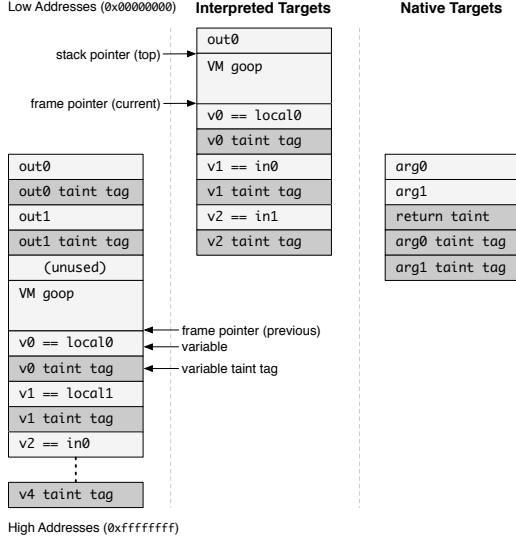 Low Addresses (0x00000000)
Interpreted Targets
Native Targets
out0
stack pointer (top)
VM goop
frame pointer (current)
v0 == local0
v0 taint tag
v1 == in0
v1 taint tag
v2 == in1
v2 taint tag
out0
out0 taint tag
out1
out1 taint tag
(unused)
VM goop
frame pointer (previous)
v0 == local0
variable
v0 taint tag
variable taint tag
v1 == local1
v1 taint tag
v2 == in0
v4 taint tag
High Addresses (0xffffffff)
arg0
arg1
return taint
arg0 taint tag
arg1 taint tag